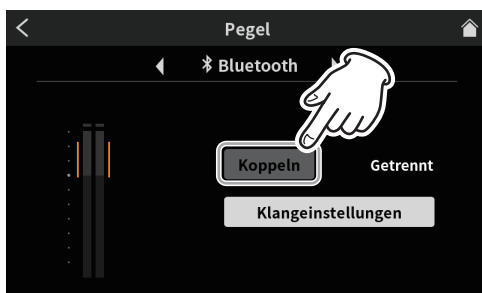 Pegel
Bluetooth
Koppeln Getrennt
Klangeinstellungen